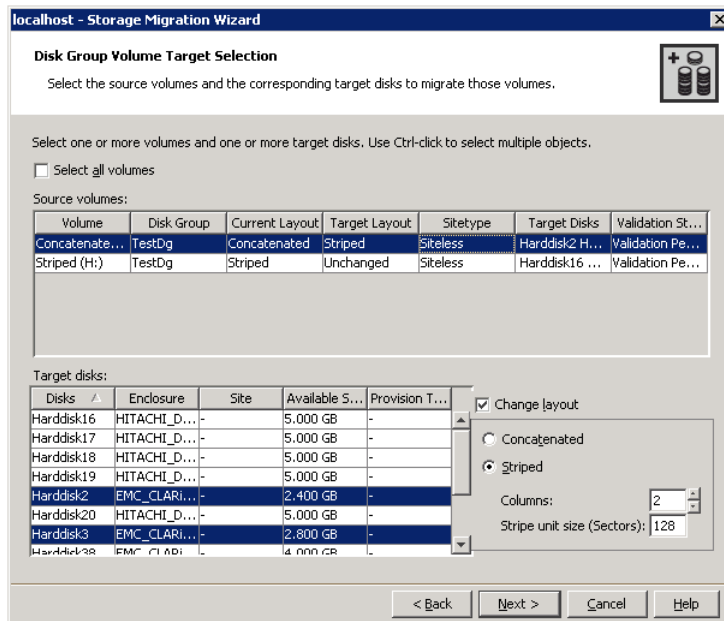 localhost - Storage Migration Wizard
Disk Group Volume Target Selection
Select the source volumes and the corresponding target disks to migrate those volumes.
Select one or more volumes and one or more target disks. Use Ctrl-click to select multiple objects.
Select all volumes
Source volumes:
Volume Disk Group Current Layout Target Layout Sitetype Target Disks Validation St...
Concatenate... TestDg Concatenated Striped Siteless Harddisk2 H... Validation Pe...
Striped (H:) TestDg Striped Unchanged Siteless Harddisk16 ... Validation Pe...
Target disks:
Disks Enclosure Site Available S... Provision T...
Harddisk16 HITACHI_D... - 5.000 GB -
Harddisk17 HITACHI_D... - 5.000 GB -
Harddisk18 HITACHI_D... - 5.000 GB -
Harddisk19 HITACHI_D... - 5.000 GB -
Harddisk2 EMC_CLARi... - 2.400 GB -
Harddisk20 HITACHI_D... - 5.000 GB -
Harddisk3 EMC_CLARi... - 2.800 GB -
Harddisk38 EMC_CLARi... - 4.000 GB -
Change layout
Concatenated
Striped
Columns: 2
Stripe unit size (Sectors): 128
< Back Next > Cancel Help